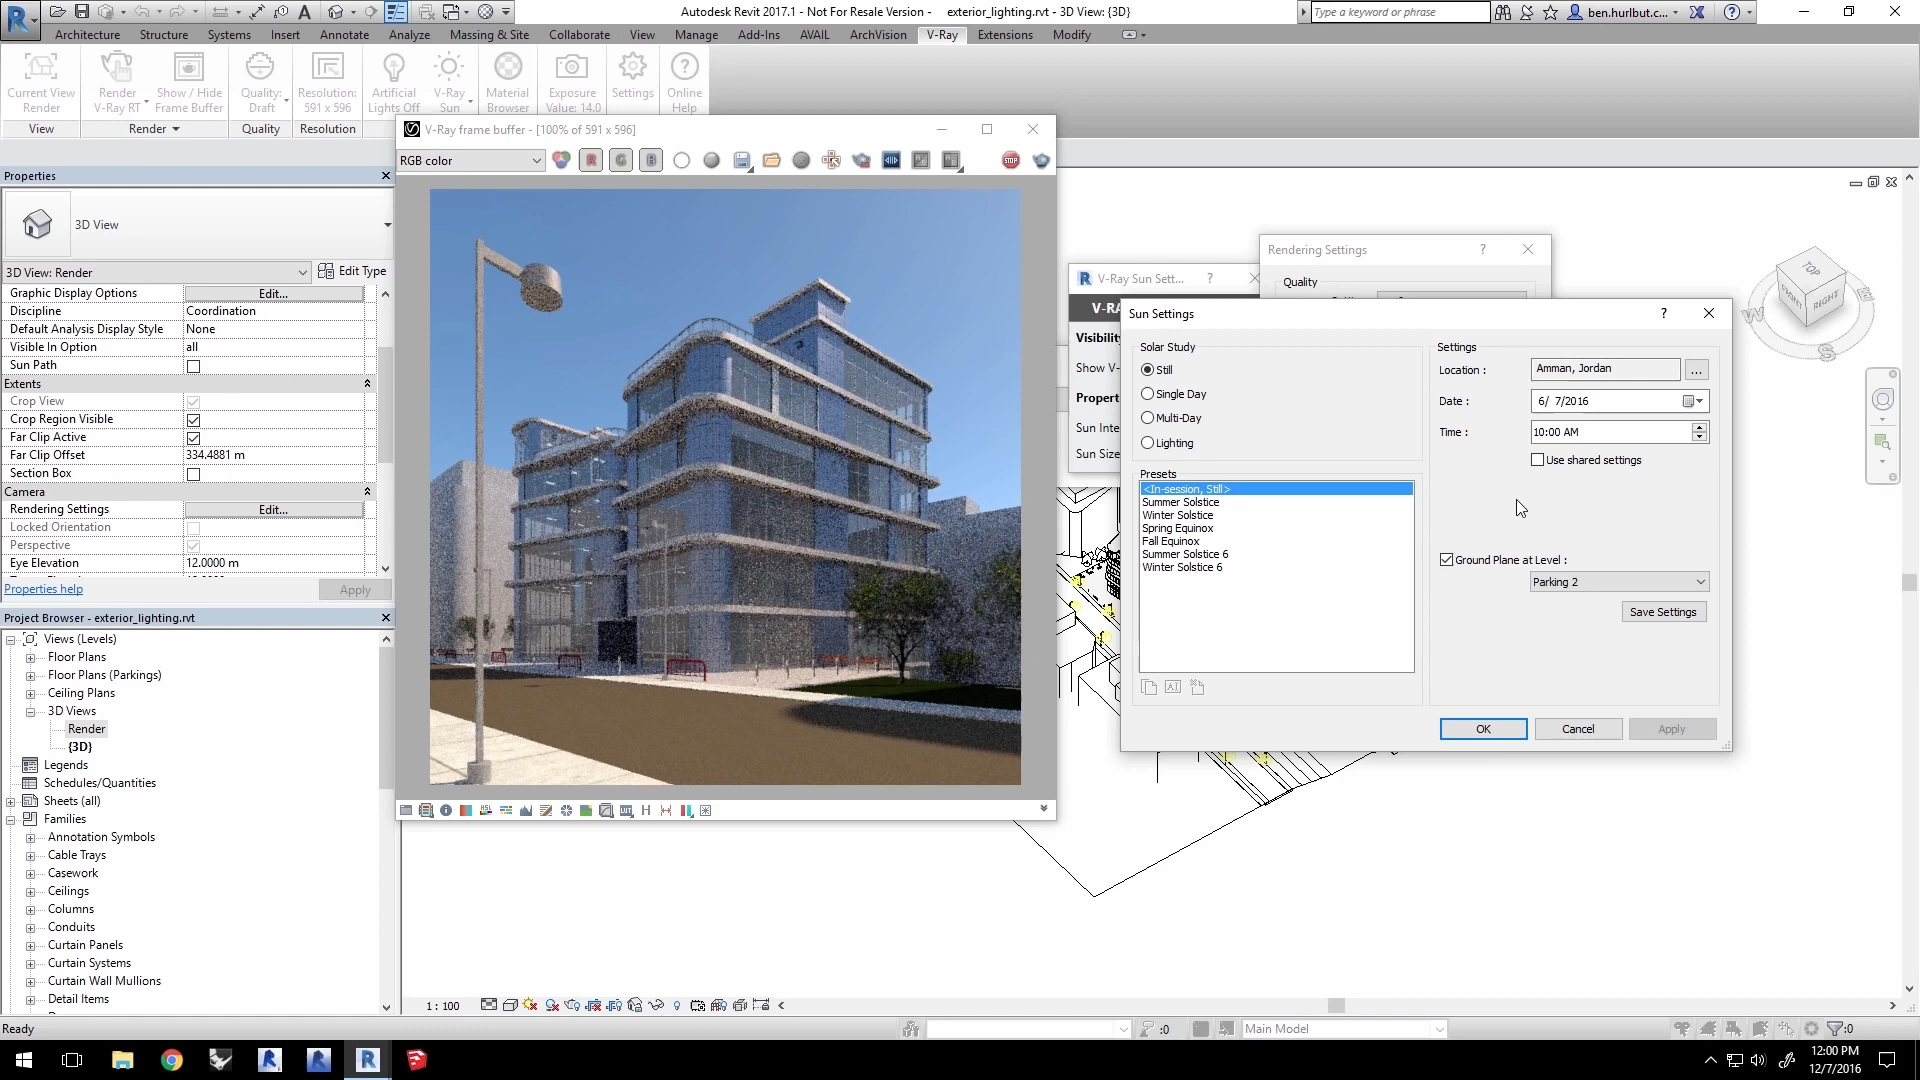 Autodesk Revit 2017.1 - Not For Resale Version -    exterior_lighting.rvt - 3D View: {3D}
Type a keyword or phrase
ben.hurlbut.c...
Architecture Structure Systems Insert Annotate Analyze Massing & Site Collaborate View Manage Add-Ins AVAIL ArchVision V-Ray Extensions Modify
Current View Render
Render V-Ray RT
Show / Hide Frame Buffer
Quality: Draft
Resolution: 591 x 596
Artificial Lights Off
V-Ray Sun
Material Browser
Exposure Value: 14.0
Settings
Online Help
View Render Quality Resolution
V-Ray frame buffer - [100% of 591 x 596]
RGB color
R G B
STOP
Properties
3D View
3D View: Render
Edit Type
Graphic Display Options Edit...
Discipline Coordination
Default Analysis Display Style None
Visible In Option all
Sun Path
Extents
Crop View
Crop Region Visible
Far Clip Active
Far Clip Offset 334.4881 m
Section Box
Camera
Rendering Settings Edit...
Locked Orientation
Perspective
Eye Elevation 12.0000 m
Properties help
Apply
Project Browser - exterior_lighting.rvt
Views (Levels)
Floor Plans
Floor Plans (Parkings)
Ceiling Plans
3D Views
Render
{3D}
Legends
Schedules/Quantities
Sheets (all)
Families
Annotation Symbols
Cable Trays
Casework
Ceilings
Columns
Conduits
Curtain Panels
Curtain Systems
Curtain Wall Mullions
Detail Items
Rendering Settings
Quality
V-Ray Sun Sett...
V-RA
Visibility
Show V-
Propert
Sun Inte
Sun Size
Sun Settings
Solar Study
Still
Single Day
Multi-Day
Lighting
Presets
<In-session, Still>
Summer Solstice
Winter Solstice
Spring Equinox
Fall Equinox
Summer Solstice 6
Winter Solstice 6
Settings
Location : Amman, Jordan ...
Date : 6/ 7/2016
Time : 10:00 AM
Use shared settings
Ground Plane at Level :
Parking 2
Save Settings
OK Cancel Apply
TOP
FRONT
RIGHT
W
S
E
1 : 100
Ready
:0
Main Model
:0
12:00 PM
12/7/2016